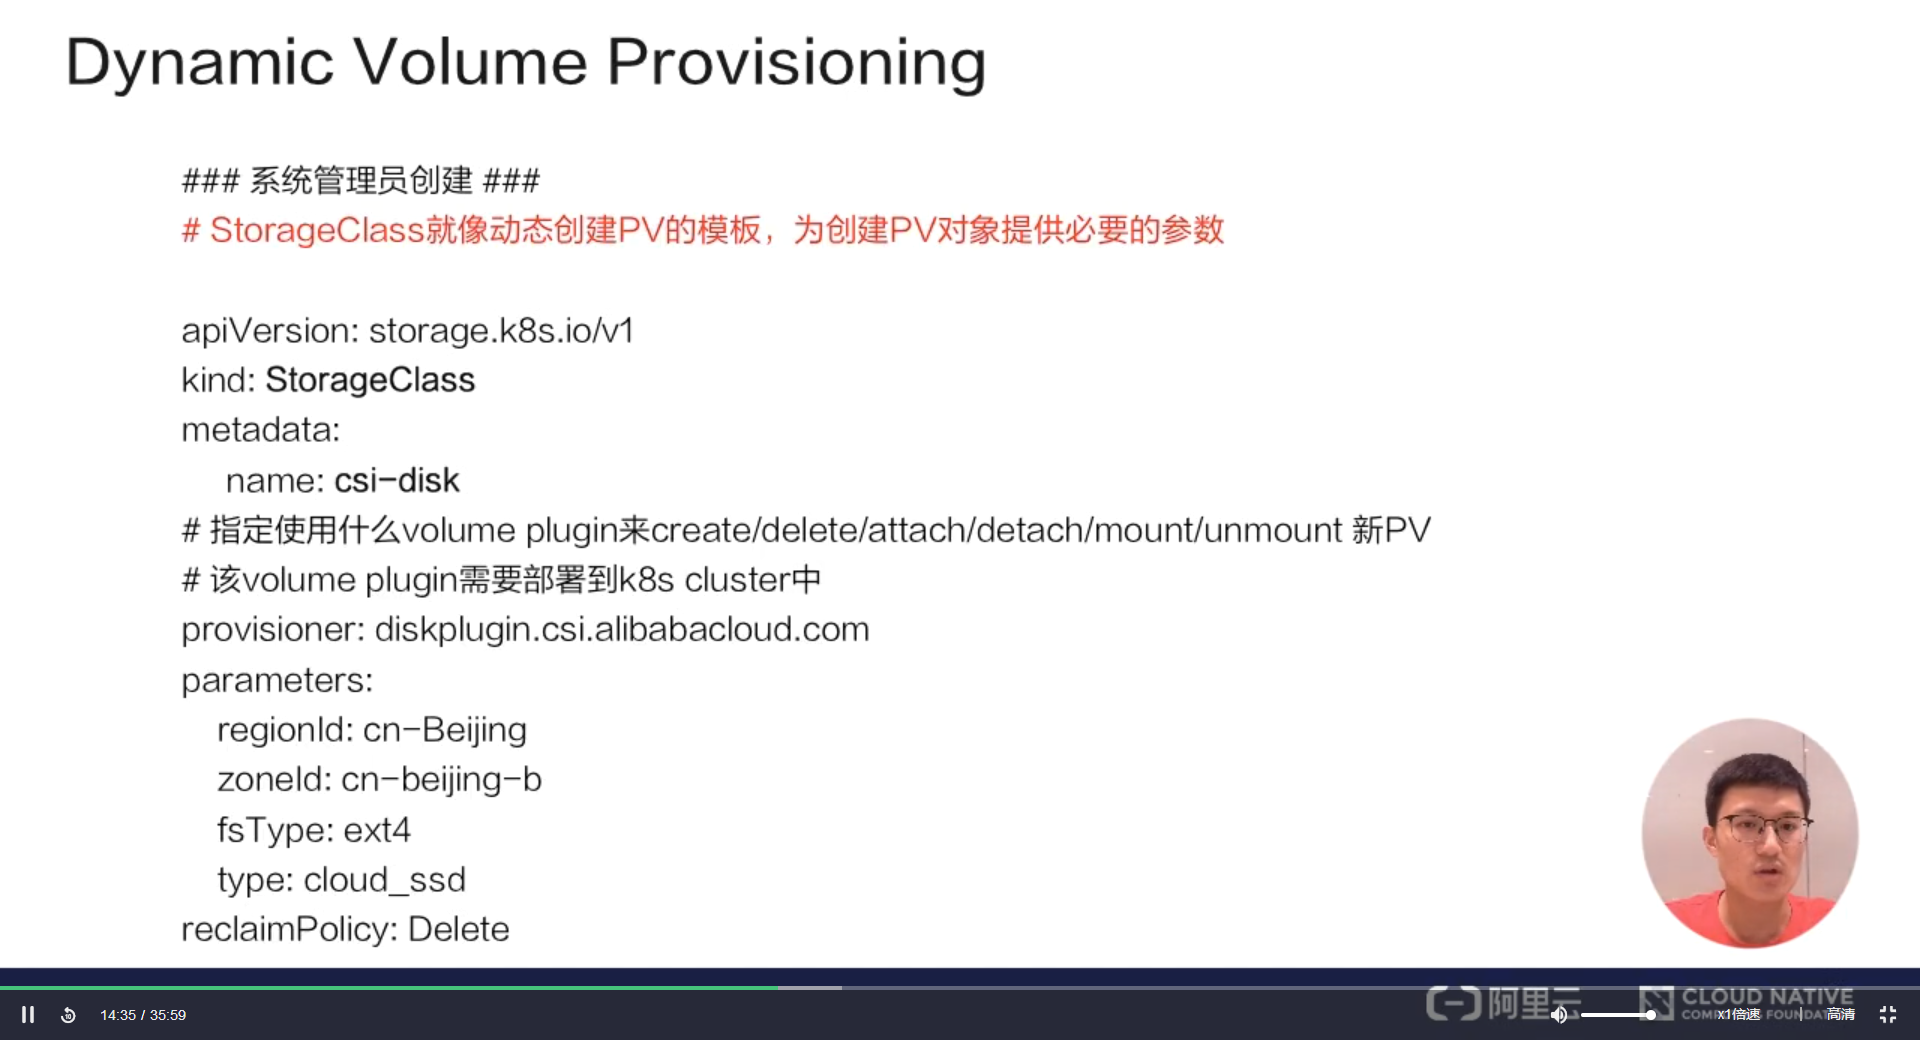 Dynamic Volume Provisioning
### 系统管理员创建 ###
# StorageClass就像动态创建PV的模板，为创建PV对象提供必要的参数
apiVersion: storage.k8s.io/v1
kind: StorageClass
metadata:
name: csi-disk
# 指定使用什么volume plugin来create/delete/attach/detach/mount/unmount 新PV
# 该volume plugin需要部署到k8s cluster中
provisioner: diskplugin.csi.alibabacloud.com
parameters:
regionId: cn-Beijing
zoneId: cn-beijing-b
fsType: ext4
type: cloud_ssd
reclaimPolicy: Delete
阿里云
CLOUD NATIVE
10
14:35 / 35:59
x1倍速
高清